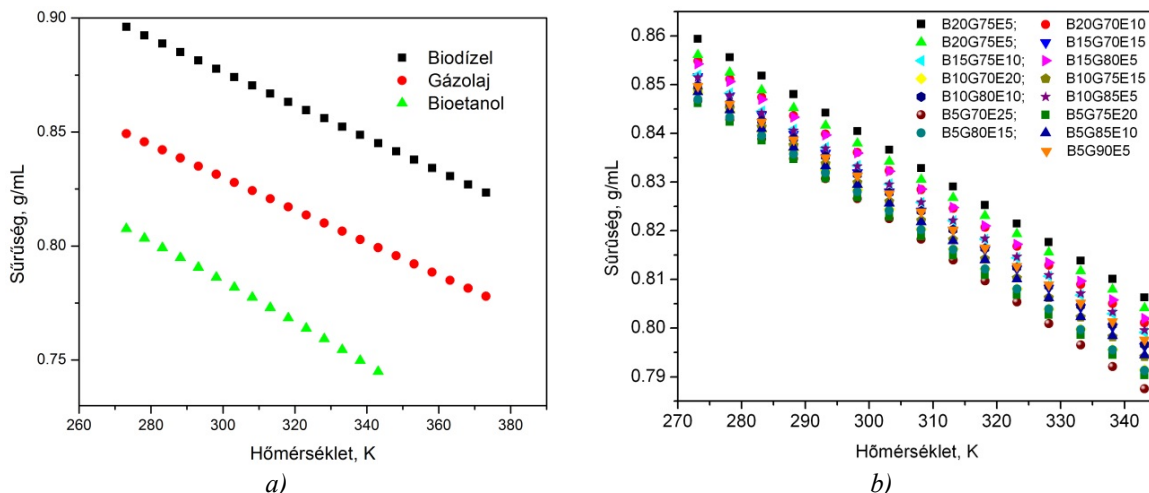 a)
0.90
0.85
0.80
0.75
260 280 300 320 340 360 380
Sűrűség, g/mL
Hőmérséklet, K
Biodízel
Gázolaj
Bioetanol
b)
0.86
0.85
0.84
0.83
0.82
0.81
0.80
0.79
270 280 290 300 310 320 330 340
Sűrűség, g/mL
Hõmérséklet, K
B20G75E5; B20G70E10
B20G75E5; B15G70E15
B15G75E10; B15G80E5
B10G70E20; B10G75E15
B10G80E10; B10G85E5
B5G70E25; B5G75E20
B5G80E15; B5G85E10
B5G90E5
a)
b)